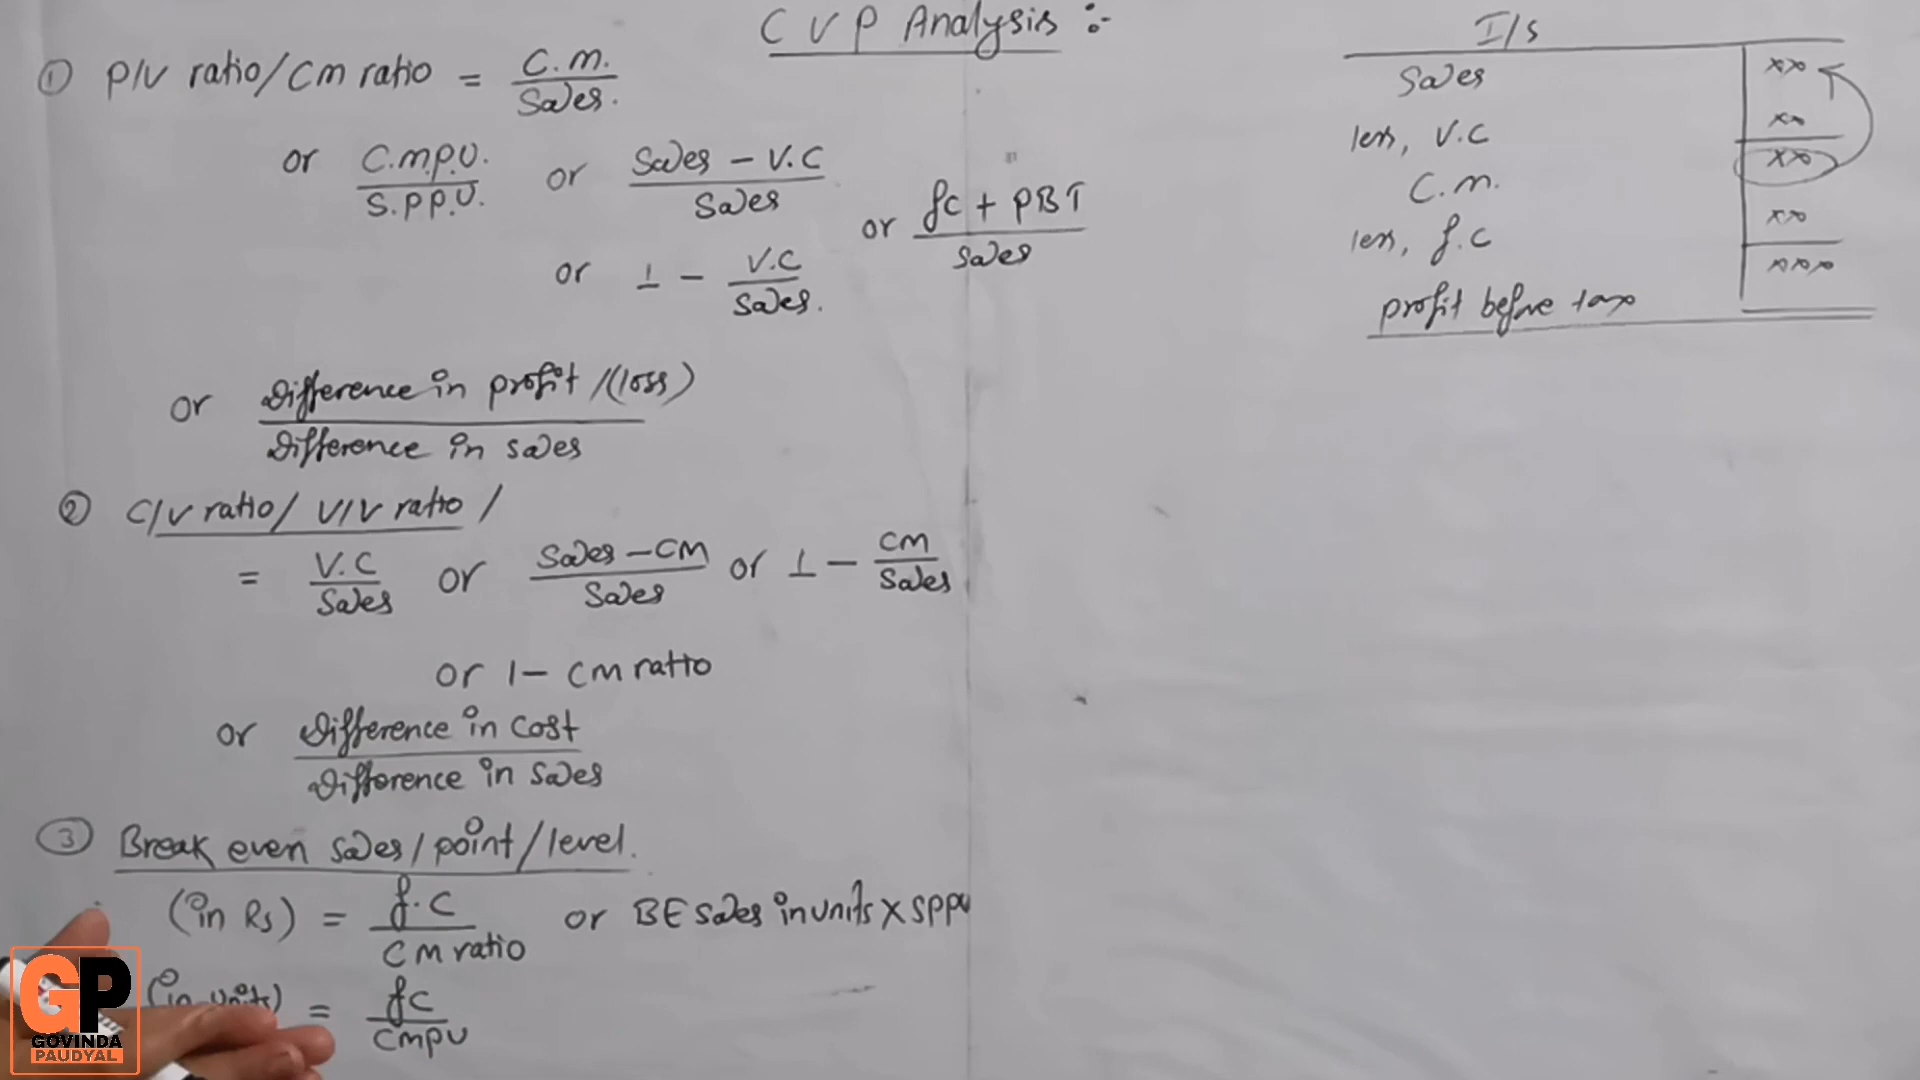 C V P Analysis :-
① P/V ratio/Cm ratio = C.m. / Sales.
or C.m.p.U. / S.P.P.U. or Sales - V.C / Sales or fc + PBT / Sales
or 1 - V.C / Sales.
or Difference in profit /(loss) / Difference in sales
② C/V ratio/ V/V ratio /
= V.C / Sales or Sales - CM / Sales or 1 - CM / Sales
or 1 - cm ratio
or Difference in Cost / Difference in Sales
③ Break even sales/point/level.
(in Rs) = f.C / CM ratio or BE sales in units X SPPU
(in units) = fC / CMPU
I/S
Sales xx
less, V.C xx
C.m. xx
less, f.C xx
profit before tax xxx
GP
GOVINDA
PAUDYAL